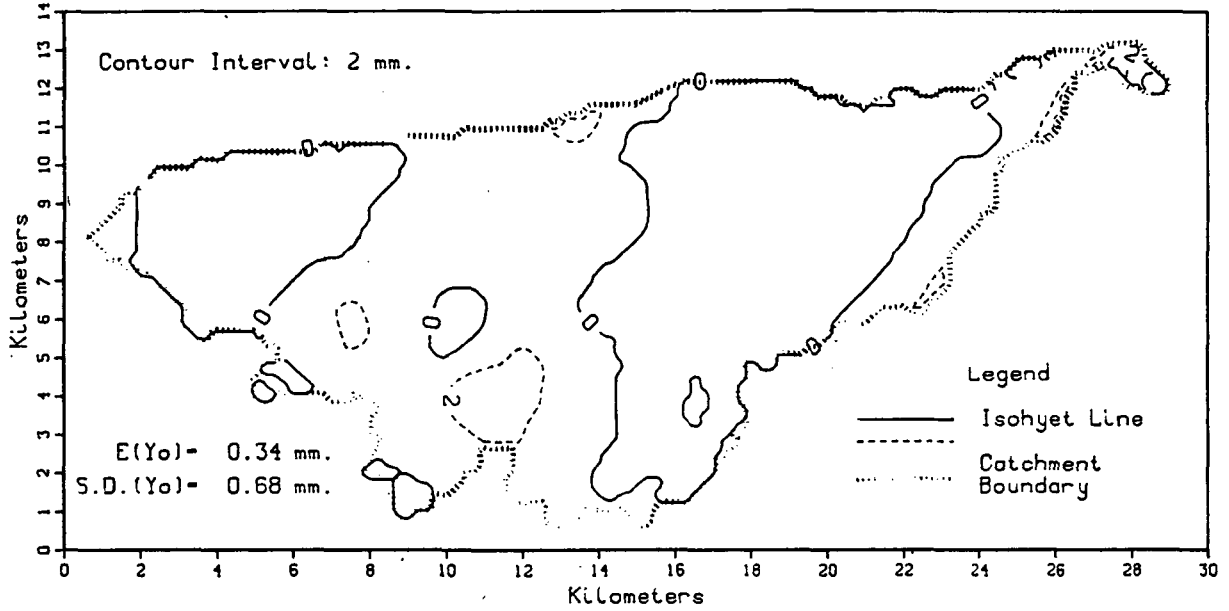 14
13
12
11
10
9
8
7
6
5
4
3
2
1
0
Kilometers
Contour Interval: 2 mm.
0
0
0
0
0
0
0
2
E(Yo)= 0.34 mm.
S.D.(Yo)= 0.68 mm.
Legend
Isohyet Line
Catchment
Boundary
0 2 4 6 8 10 12 14 16 18 20 22 24 26 28 30
Kilometers